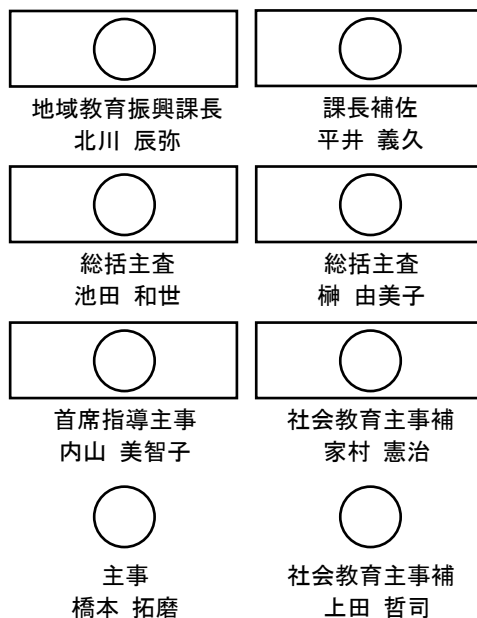 地域教育振興課長
北川 辰弥
課長補佐
平井 義久
総括主査
池田 和世
総括主査
榊 由美子
首席指導主事
内山 美智子
社会教育主事補
家村 憲治
主事
橋本 拓磨
社会教育主事補
上田 哲司